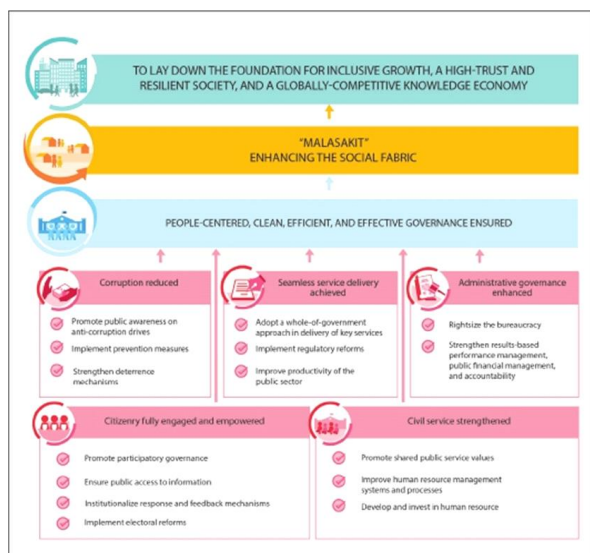 TO LAY DOWN THE FOUNDATION FOR INCLUSIVE GROWTH, A HIGH-TRUST AND
RESILIENT SOCIETY, AND A GLOBALLY-COMPETITIVE KNOWLEDGE ECONOMY
"MALASAKIT"
ENHANCING THE SOCIAL FABRIC
PEOPLE-CENTERED, CLEAN, EFFICIENT, AND EFFECTIVE GOVERNANCE ENSURED
Corruption reduced
Promote public awareness on
anti-corruption drives
Implement prevention measures
Strengthen deterrence
mechanisms
Seamless service delivery
achieved
Adopt a whole-of-government
approach in delivery of key services
Implement regulatory reforms
Improve productivity of the
public sector
Administrative governance
enhanced
Rightsize the bureaucracy
Strengthen results-based
performance management,
public financial management,
and accountability
Citizenry fully engaged and empowered
Promote participatory governance
Ensure public access to information
Institutionalize response and feedback mechanisms
Implement electoral reforms
Civil service strengthened
Promote shared public service values
Improve human resource management
systems and processes
Develop and invest in human resource